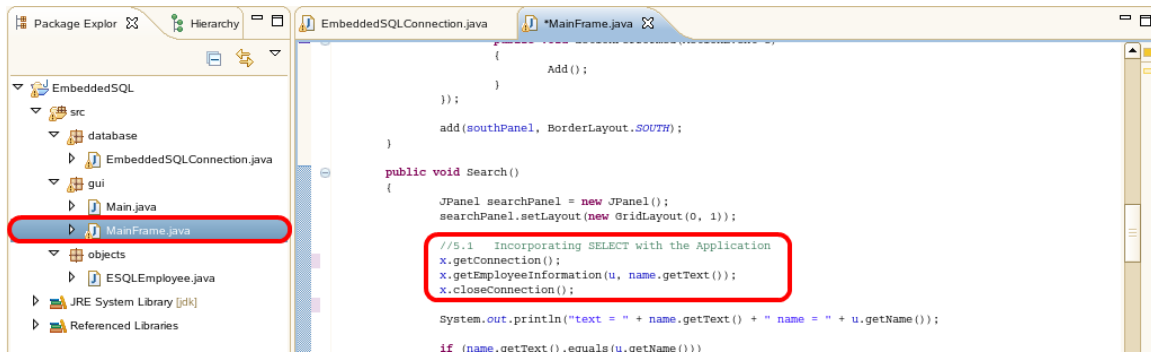 Package Explor
Hierarchy
EmbeddedSQL
src
database
EmbeddedSQLConnection.java
gui
Main.java
MainFrame.java
objects
ESQLEmployee.java
JRE System Library [jdk]
Referenced Libraries
EmbeddedSQLConnection.java
*MainFrame.java
{
Add();
}
});
add(southPanel, BorderLayout.SOUTH);
}
public void Search()
{
JPanel searchPanel = new JPanel();
searchPanel.setLayout(new GridLayout(0, 1));
//5.1 Incorporating SELECT with the Application
x.getConnection();
x.getEmployeeInformation(u, name.getText());
x.closeConnection();
System.out.println("text = " + name.getText() + " name = " + u.getName());
if (name.getText().equals(u.getName()))